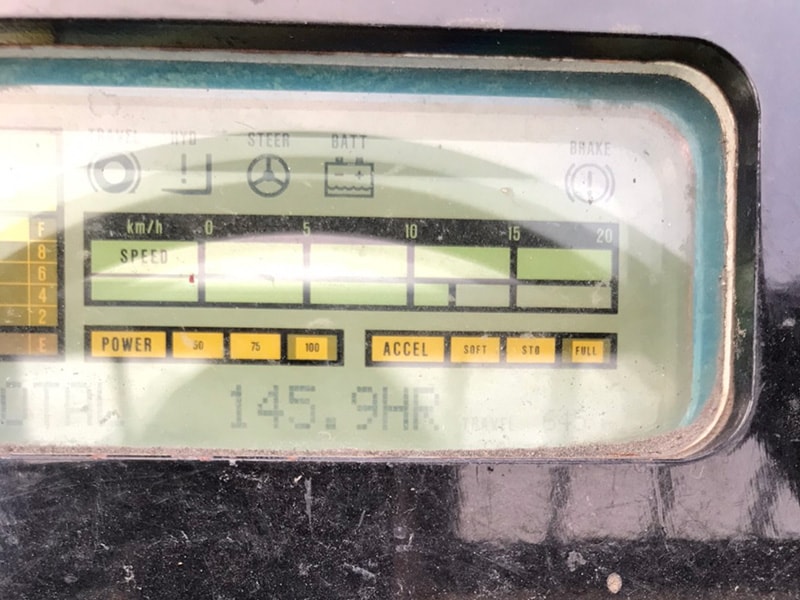 TRAVEL HYD STEER BATT BRAKE
km/h 0 5 10 15 20
SPEED
F
8
6
4
2
E
POWER 50 75 100 ACCEL SOFT STD FULL
145.9HR TRAVEL